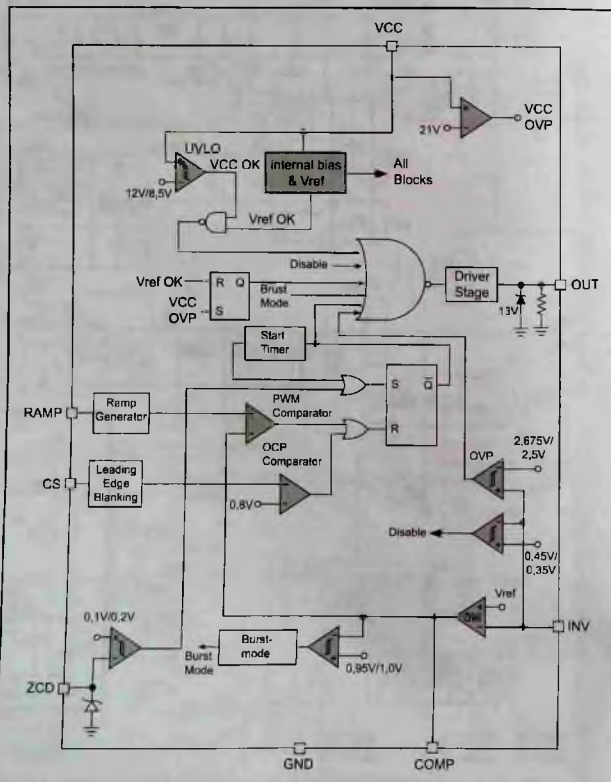 VCC
VCC
OVP
21V
UVLO
VCC OK
12V/8,5V
internal bias
& Vref
All
Blocks
Vref OK
Disable
Vref OK
VCC
OVP
R Q
S
Brust
Mode
Driver
Stage
OUT
13V
Start
Timer
S Q
R
RAMP
Ramp
Generator
PWM
Comparator
OCP
Comparator
CS
Leading
Edge
Blanking
0,8V
OVP
2,675V/
2,5V
Disable
0,45V/
0,35V
Vref
INV
0,1V/0,2V
Burst
Mode
Burst-
mode
0,95V/1,0V
ZCD
GND
COMP